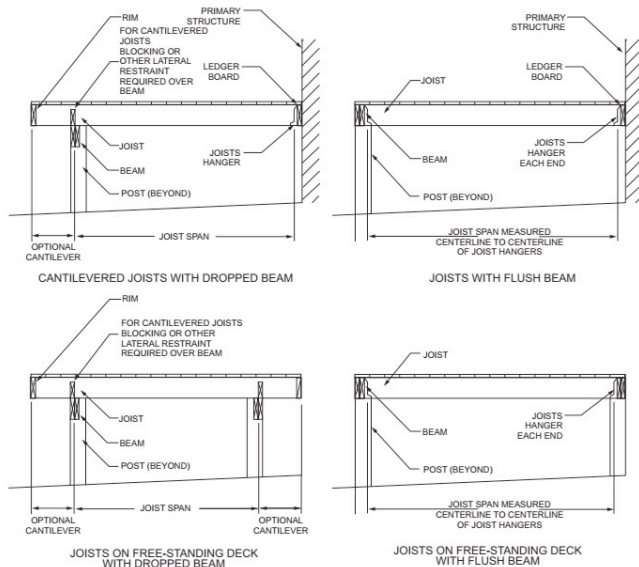 RIM
FOR CANTILEVERED
JOISTS
BLOCKING OR
OTHER LATERAL
RESTRAINT
REQUIRED OVER
BEAM
PRIMARY
STRUCTURE
LEDGER
BOARD
JOIST
BEAM
JOISTS
HANGER
POST (BEYOND)
OPTIONAL
CANTILEVER
JOIST SPAN
CANTILEVERED JOISTS WITH DROPPED BEAM
PRIMARY
STRUCTURE
LEDGER
BOARD
JOIST
BEAM
JOISTS
HANGER
EACH END
POST (BEYOND)
JOIST SPAN MEASURED
CENTERLINE TO CENTERLINE
OF JOIST HANGERS
JOISTS WITH FLUSH BEAM
RIM
FOR CANTILEVERED JOISTS
BLOCKING OR OTHER
LATERAL RESTRAINT
REQUIRED OVER BEAM
JOIST
BEAM
POST (BEYOND)
OPTIONAL
CANTILEVER
JOIST SPAN
OPTIONAL
CANTILEVER
JOISTS ON FREE-STANDING DECK
WITH DROPPED BEAM
JOIST
BEAM
JOISTS
HANGER
EACH END
POST (BEYOND)
JOIST SPAN MEASURED
CENTERLINE TO CENTERLINE
OF JOIST HANGERS
JOISTS ON FREE-STANDING DECK
WITH FLUSH BEAM